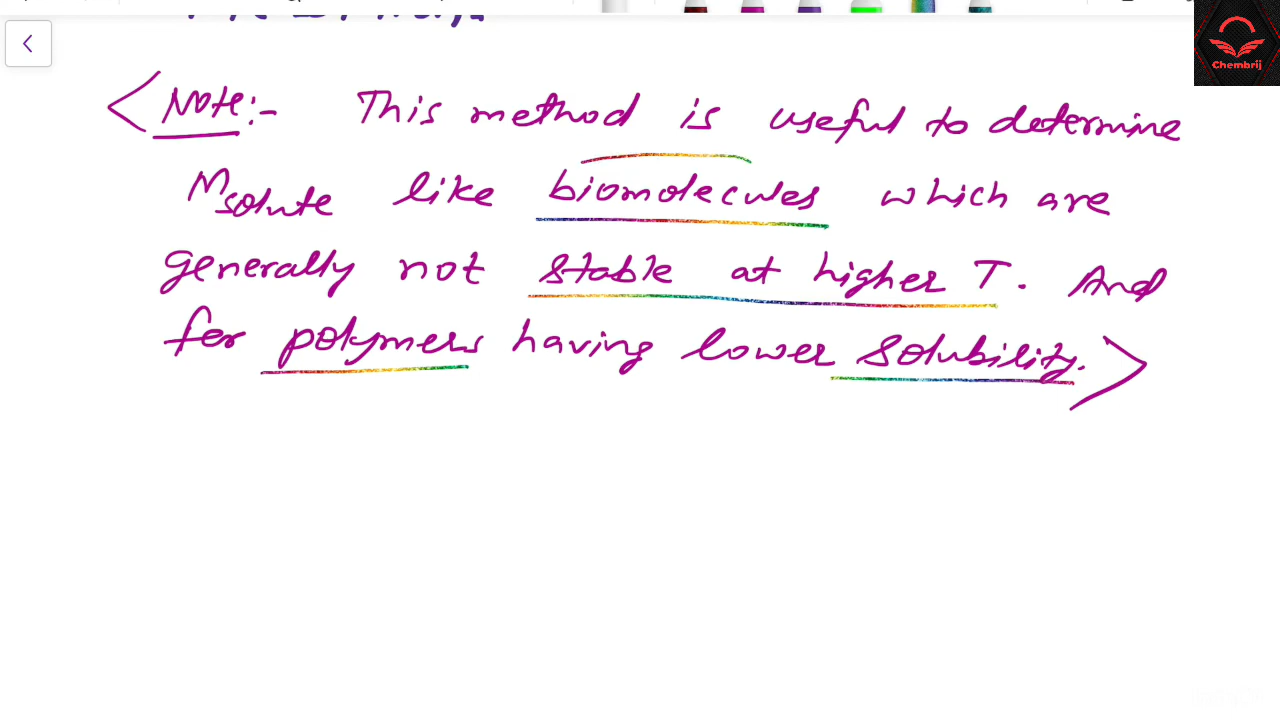 <Note:- This method is useful to determine
Msolute like biomolecules which are
generally not stable at higher T. And
for polymers having lower solubility.>
Chembrij